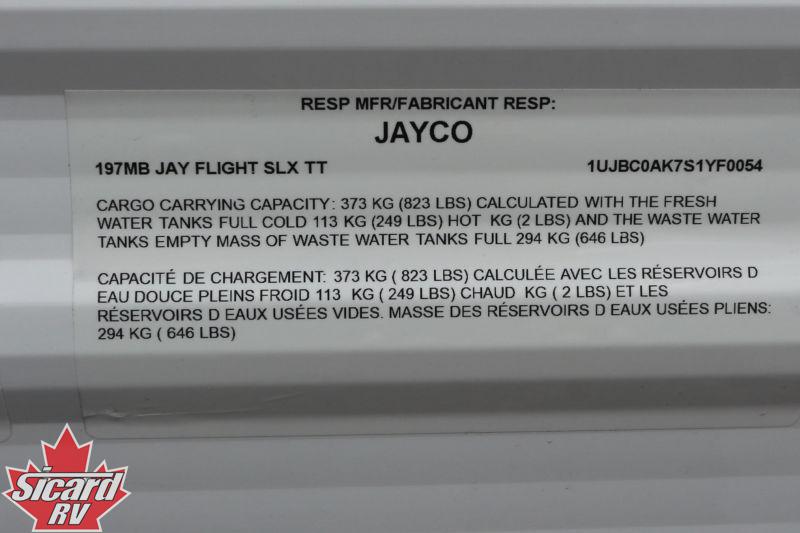 RESP MFR/FABRICANT RESP:
JAYCO
197MB JAY FLIGHT SLX TT 1UJBC0AK7S1YF0054
CARGO CARRYING CAPACITY: 373 KG (823 LBS) CALCULATED WITH THE FRESH
WATER TANKS FULL COLD 113 KG (249 LBS) HOT KG (2 LBS) AND THE WASTE WATER
TANKS EMPTY MASS OF WASTE WATER TANKS FULL 294 KG (646 LBS)
CAPACITÉ DE CHARGEMENT: 373 KG ( 823 LBS) CALCULÉE AVEC LES RÉSERVOIRS D
EAU DOUCE PLEINS FROID 113 KG ( 249 LBS) CHAUD KG ( 2 LBS) ET LES
RÉSERVOIRS D EAUX USÉES VIDES. MASSE DES RÉSERVOIRS D EAUX USÉES PLIENS:
294 KG ( 646 LBS)
Sicard
RV